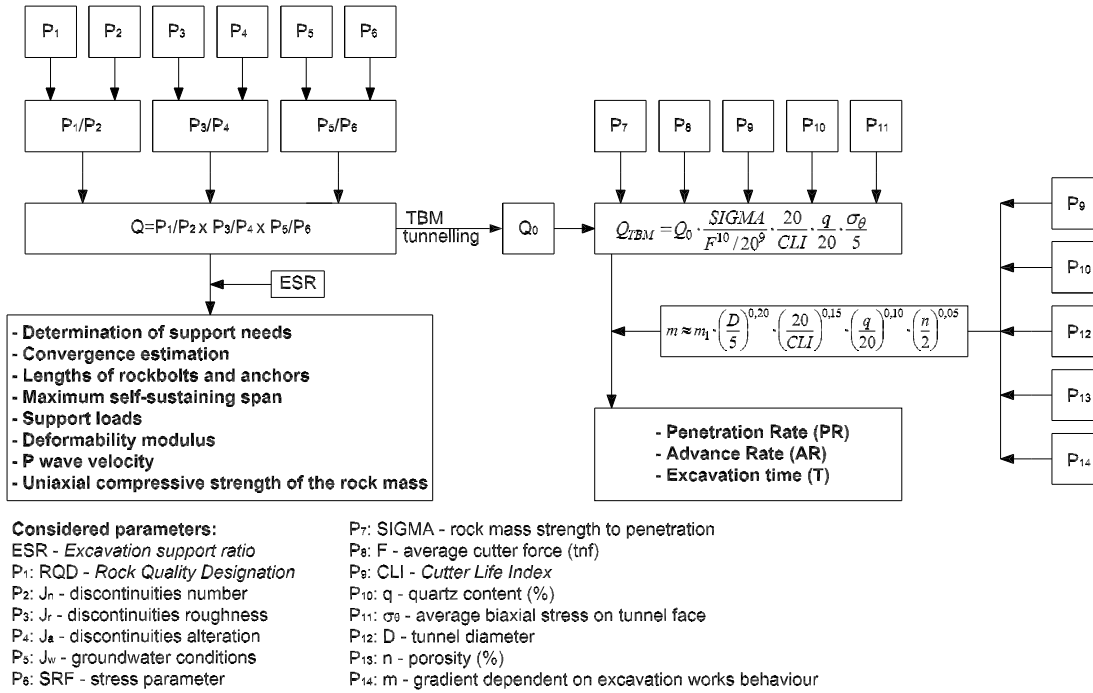 P₁ P₂ P₃ P₄ P₅ P₆
P₁/P₂ P₃/P₄ P₅/P₆
P₇ P₈ P₉ P₁₀ P₁₁
Q=P₁/P₂ x P₃/P₄ x P₅/P₆
TBM
tunnelling
Q₀
Q_TBM = Q₀ · SIGMA / (F¹⁰/20⁹) · 20/CLI · q/20 · σ_θ/5
P₉
P₁₀
P₁₂
P₁₃
P₁₄
ESR
m ≈ m₁ · (D/5)^0,20 · (20/CLI)^0,15 · (q/20)^0,10 · (n/2)^0,05
- Determination of support needs
- Convergence estimation
- Lengths of rockbolts and anchors
- Maximum self-sustaining span
- Support loads
- Deformability modulus
- P wave velocity
- Uniaxial compressive strength of the rock mass
- Penetration Rate (PR)
- Advance Rate (AR)
- Excavation time (T)
Considered parameters:
ESR - Excavation support ratio
P₁: RQD - Rock Quality Designation
P₂: Jₙ - discontinuities number
P₃: Jᵣ - discontinuities roughness
P₄: Jₐ - discontinuities alteration
P₅: J_w - groundwater conditions
P₆: SRF - stress parameter
P₇: SIGMA - rock mass strength to penetration
P₈: F - average cutter force (tnf)
P₉: CLI - Cutter Life Index
P₁₀: q - quartz content (%)
P₁₁: σ_θ - average biaxial stress on tunnel face
P₁₂: D - tunnel diameter
P₁₃: n - porosity (%)
P₁₄: m - gradient dependent on excavation works behaviour